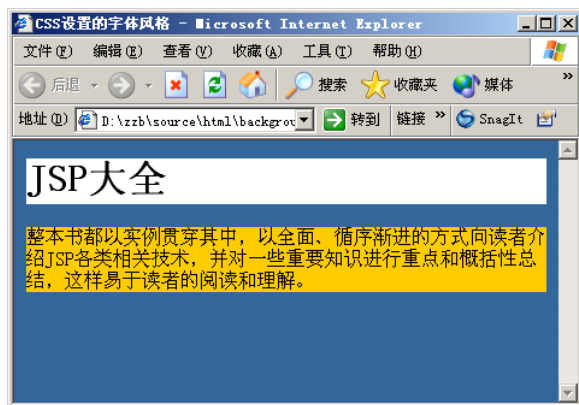 CSS设置的字体风格 - Microsoft Internet Explorer
文件(F) 编辑(E) 查看(V) 收藏(A) 工具(T) 帮助(H)
后退 搜索 收藏夹 媒体 »
地址(D) D:\zzb\source\html\backgrou 转到 链接 » SnagIt
JSP大全
整本书都以实例贯穿其中，以全面、循序渐进的方式向读者介
绍JSP各类相关技术，并对一些重要知识进行重点和概括性总
结，这样易于读者的阅读和理解。